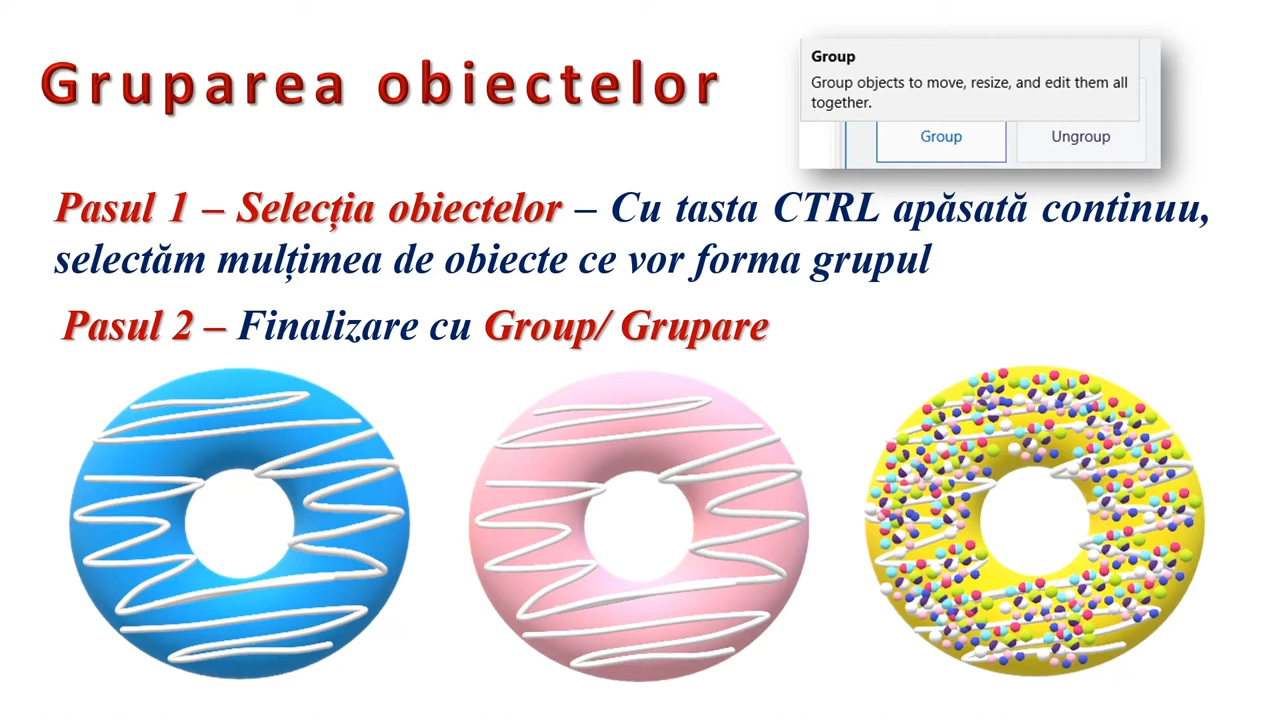 Gruparea obiectelor
Group
Group objects to move, resize, and edit them all
together.
Group Ungroup
Pasul 1 – Selecția obiectelor – Cu tasta CTRL apăsată continuu,
selectăm mulțimea de obiecte ce vor forma grupul
Pasul 2 – Finalizare cu Group/ Grupare